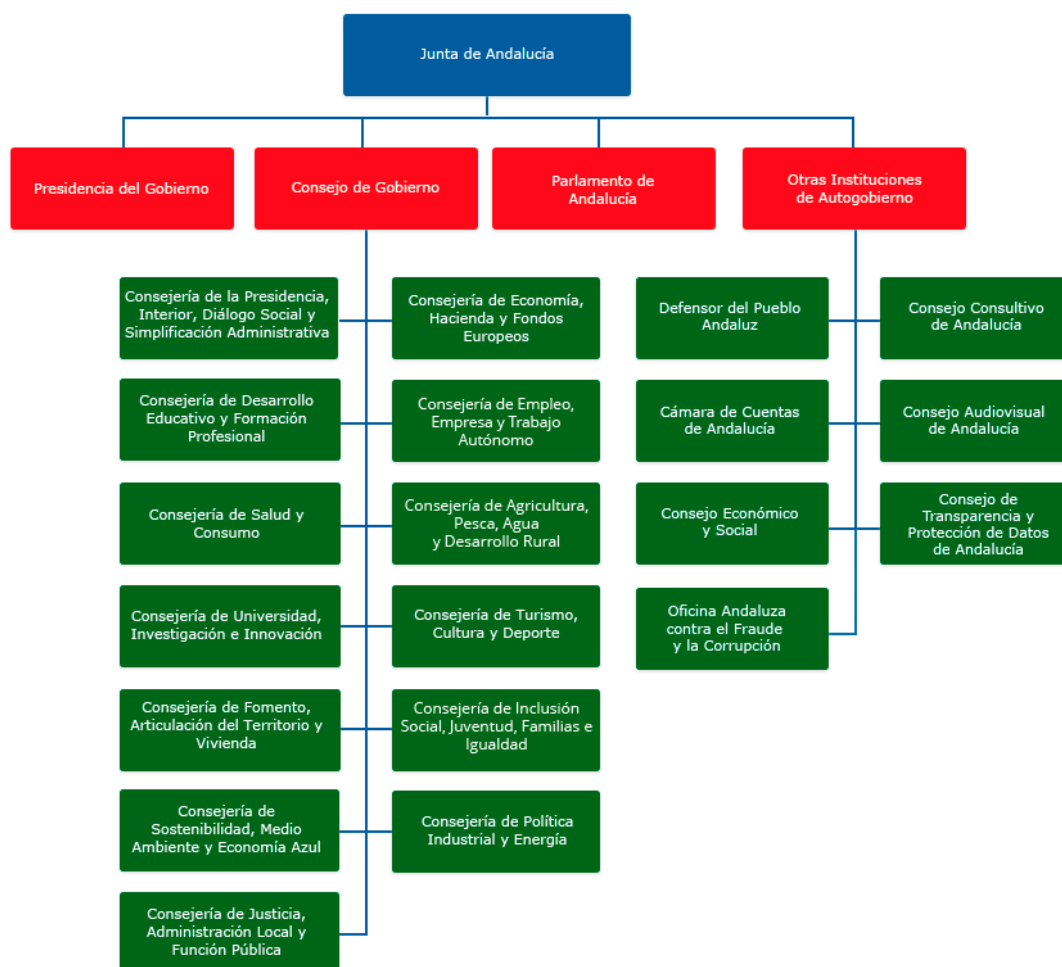 Junta de Andalucía
Presidencia del Gobierno
Consejo de Gobierno
Parlamento de
Andalucía
Otras Instituciones
de Autogobierno
Consejería de la Presidencia,
Interior, Diálogo Social y
Simplificación Administrativa
Consejería de Economía,
Hacienda y Fondos
Europeos
Defensor del Pueblo
Andaluz
Consejo Consultivo
de Andalucía
Consejería de Desarrollo
Educativo y Formación
Profesional
Consejería de Empleo,
Empresa y Trabajo
Autónomo
Cámara de Cuentas
de Andalucía
Consejo Audiovisual
de Andalucía
Consejería de Salud y
Consumo
Consejería de Agricultura,
Pesca, Agua
y Desarrollo Rural
Consejo Económico
y Social
Consejo de
Transparencia y
Protección de Datos
de Andalucía
Consejería de Universidad,
Investigación e Innovación
Consejería de Turismo,
Cultura y Deporte
Oficina Andaluza
contra el Fraude
y la Corrupción
Consejería de Fomento,
Articulación del Territorio y
Vivienda
Consejería de Inclusión
Social, Juventud, Familias e
Igualdad
Consejería de
Sostenibilidad, Medio
Ambiente y Economía Azul
Consejería de Política
Industrial y Energía
Consejería de Justicia,
Administración Local y
Función Pública